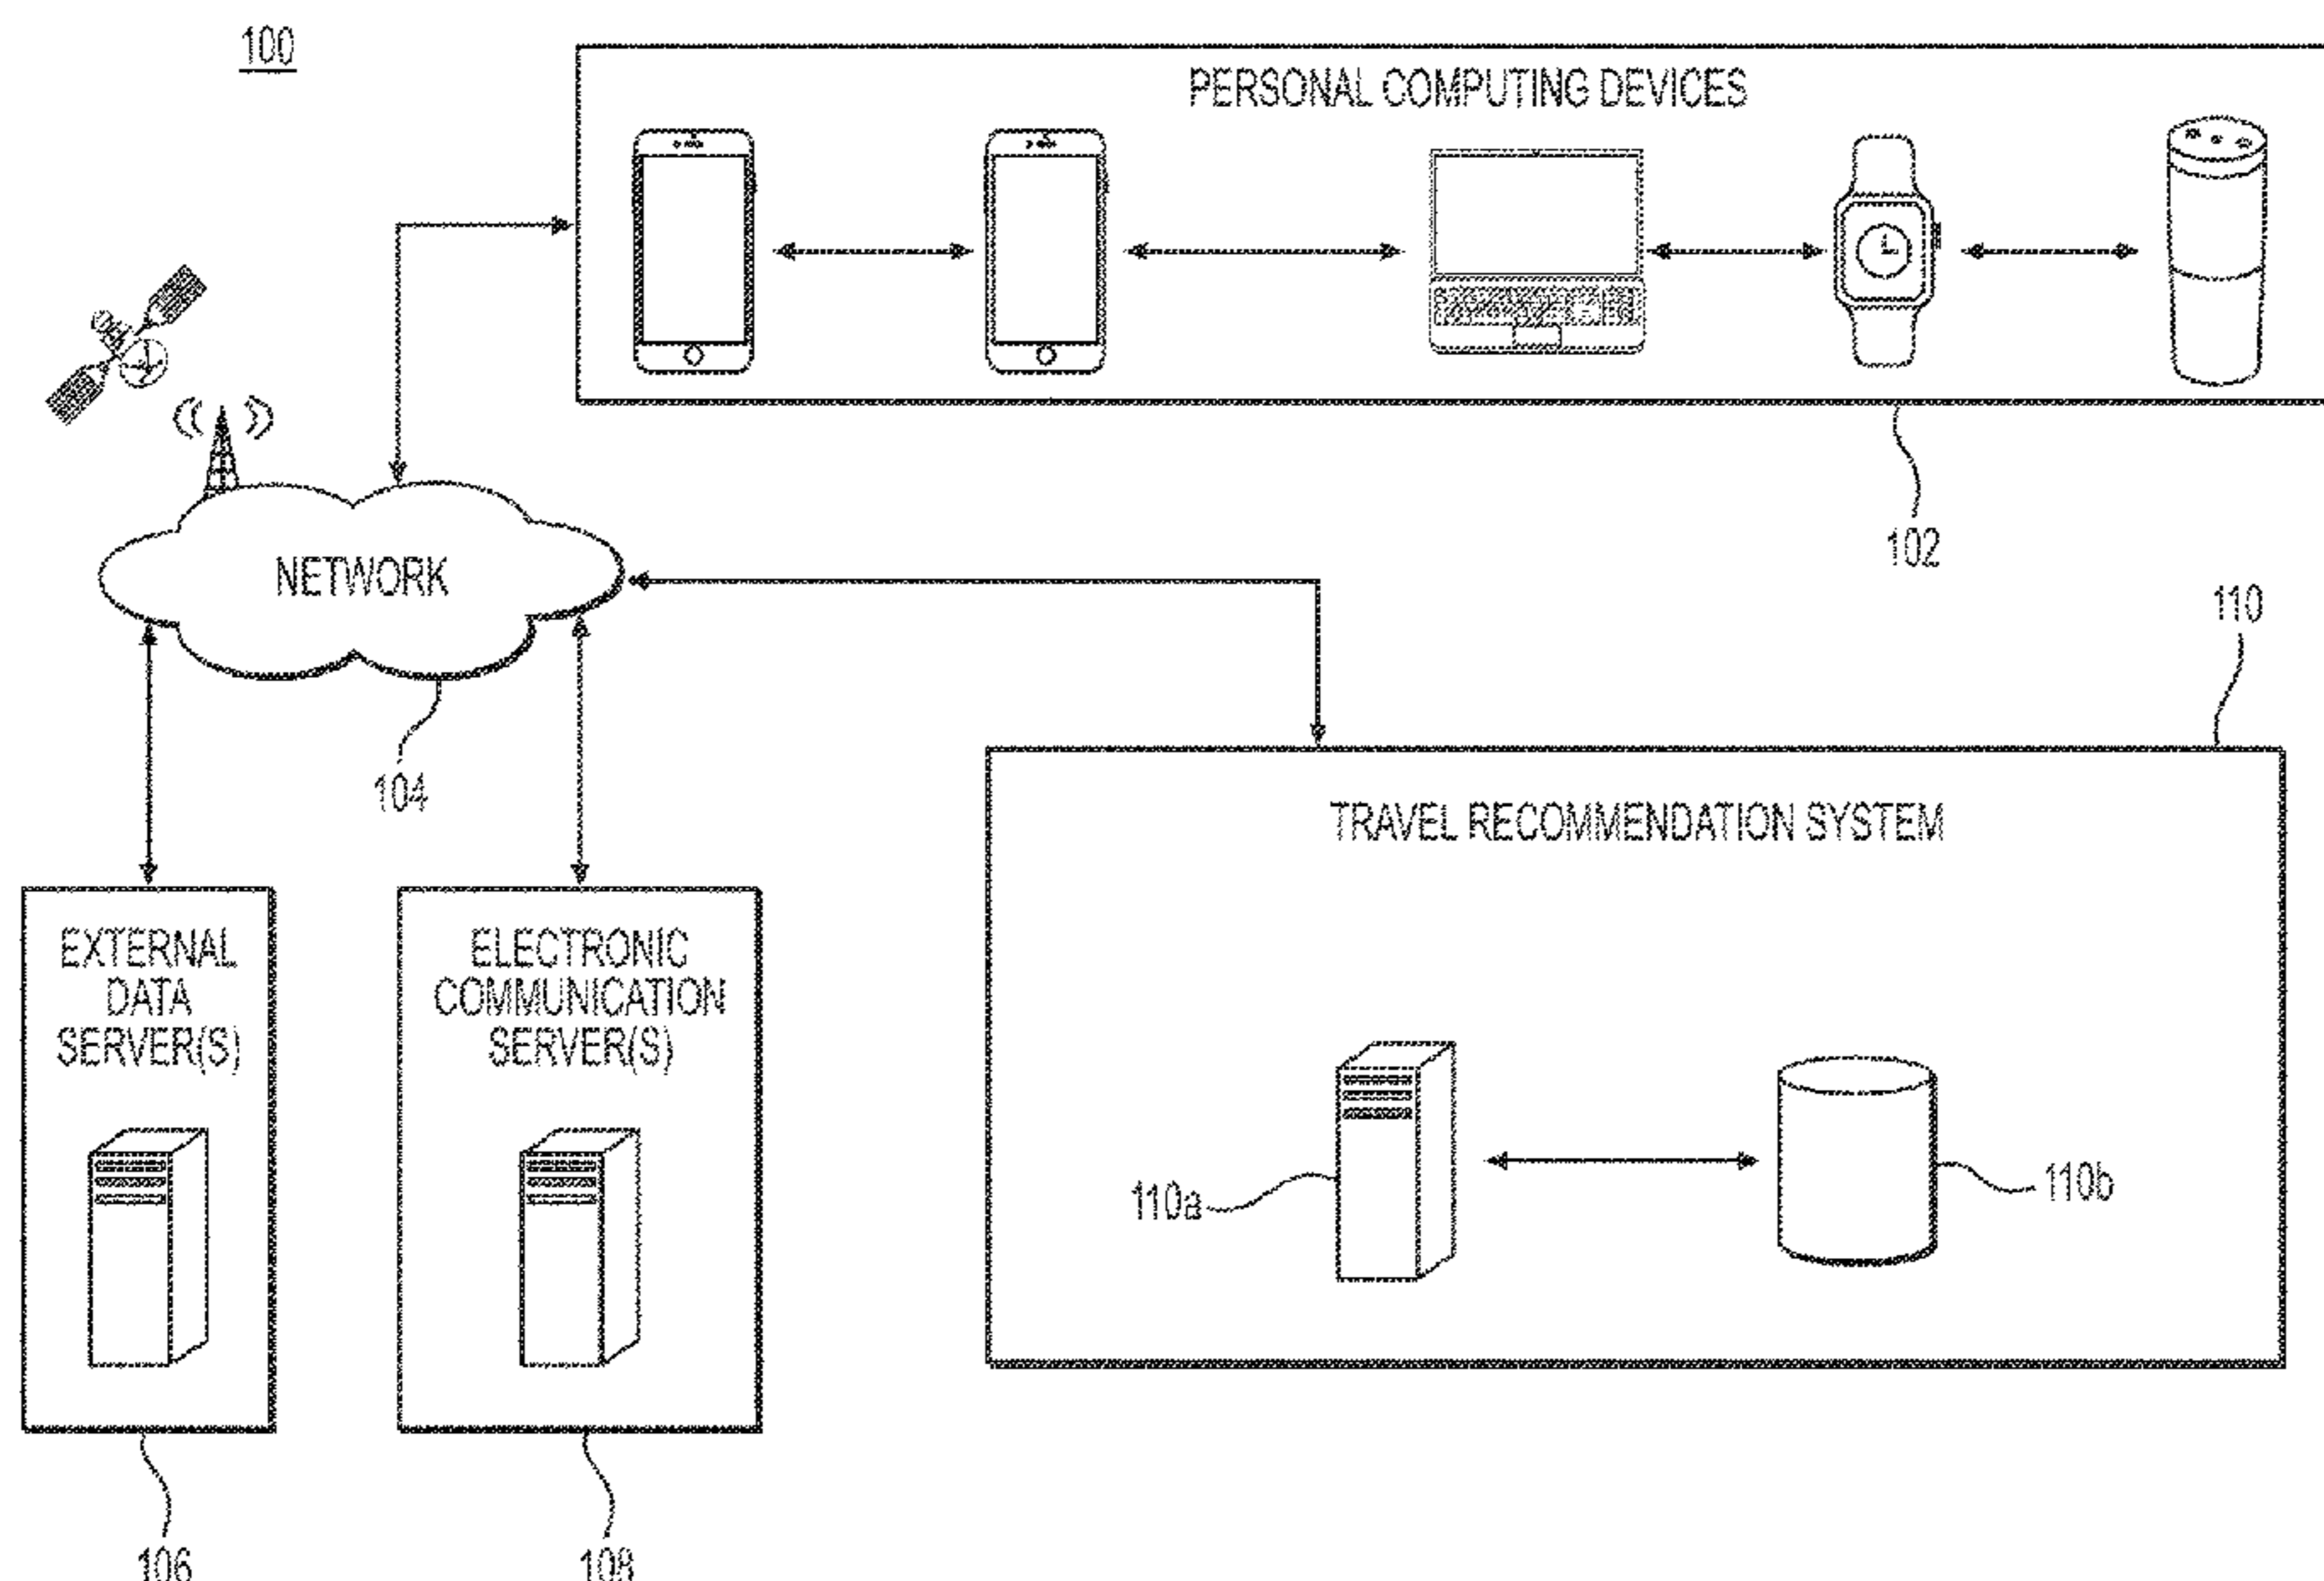 100
PERSONAL COMPUTING DEVICES
102
NETWORK
104
110
TRAVEL RECOMMENDATION SYSTEM
EXTERNAL
DATA
SERVER(S)
ELECTRONIC
COMMUNICATION
SERVER(S)
110a
110b
106
108